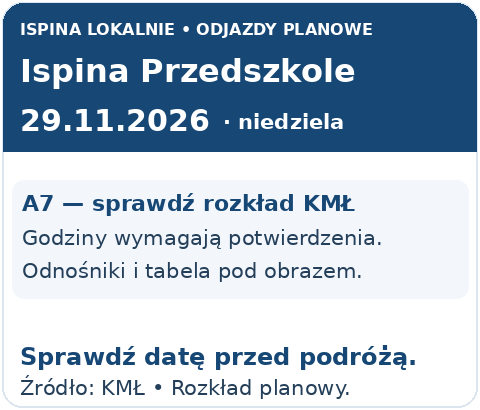 ISPINA LOKALNIE • ODJAZDY PLANOWE
Ispina Przedszkole
29.11.2026 · niedziela
A7 — sprawdź rozkład KMŁ
Godziny wymagają potwierdzenia.
Odnośniki i tabela pod obrazem.
Sprawdź datę przed podróżą.
Źródło: KMŁ • Rozkład planowy.